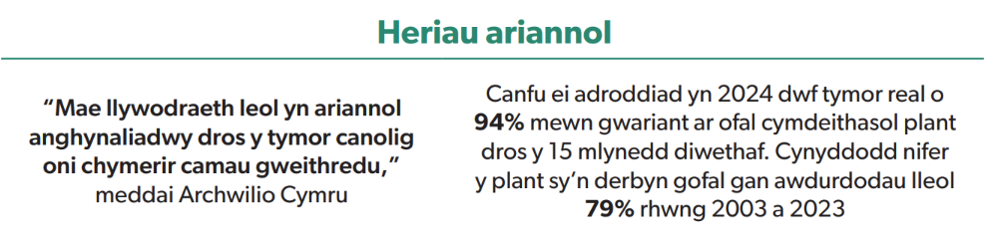 Heriau ariannol
“Mae llywodraeth leol yn ariannol
anghynaliadwy dros y tymor canolig
oni chymerir camau gweithredu,”
meddai Archwilio Cymru
Canfu ei adroddiad yn 2024 dwf tymor real o
94% mewn gwariant ar ofal cymdeithasol plant
dros y 15 mlynedd diwethaf. Cynyddodd nifer
y plant sy’n derbyn gofal gan awdurdodau lleol
79% rhwng 2003 a 2023